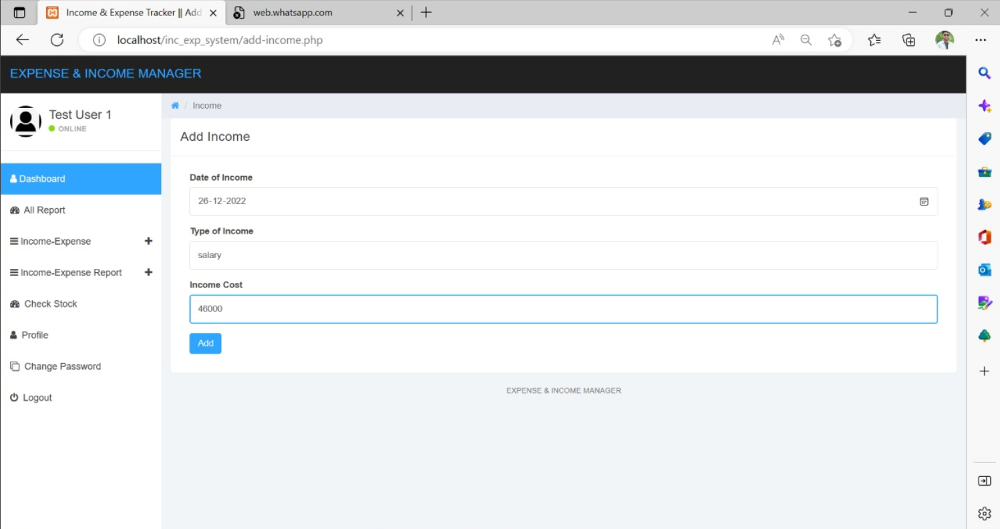 Income & Expense Tracker || Add
web.whatsapp.com
localhost/inc_exp_system/add-income.php
EXPENSE & INCOME MANAGER
Test User 1
ONLINE
Dashboard
All Report
Income-Expense
Income-Expense Report
Check Stock
Profile
Change Password
Logout
/ Income
Add Income
Date of Income
26-12-2022
Type of Income
salary
Income Cost
46000
Add
EXPENSE & INCOME MANAGER